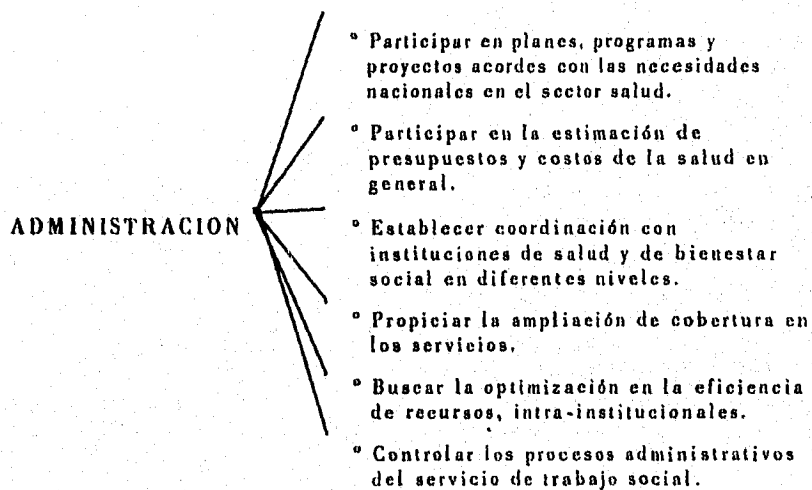 ° Participar en planes, programas y
proyectos acordes con las necesidades
nacionales en el sector salud.
° Participar en la estimación de
presupuestos y costos de la salud en
general.
ADMINISTRACION
° Establecer coordinación con
instituciones de salud y de bienestar
social en diferentes niveles.
° Propiciar la ampliación de cobertura en
los servicios.
° Buscar la optimización en la eficiencia
de recursos, intra-institucionales.
° Controlar los procesos administrativos
del servicio de trabajo social.